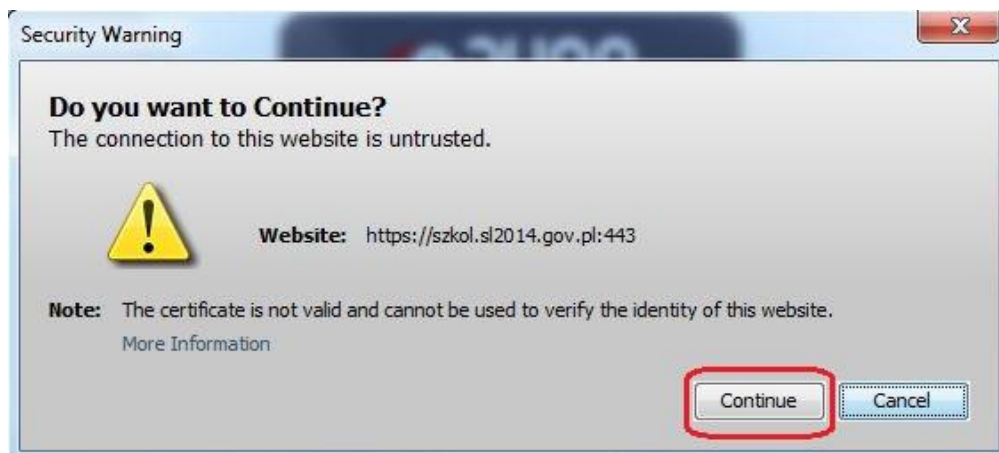 Security Warning
Do you want to Continue?
The connection to this website is untrusted.
Website: https://szkol.sl2014.gov.pl:443
Note: The certificate is not valid and cannot be used to verify the identity of this website.
More Information
Continue Cancel